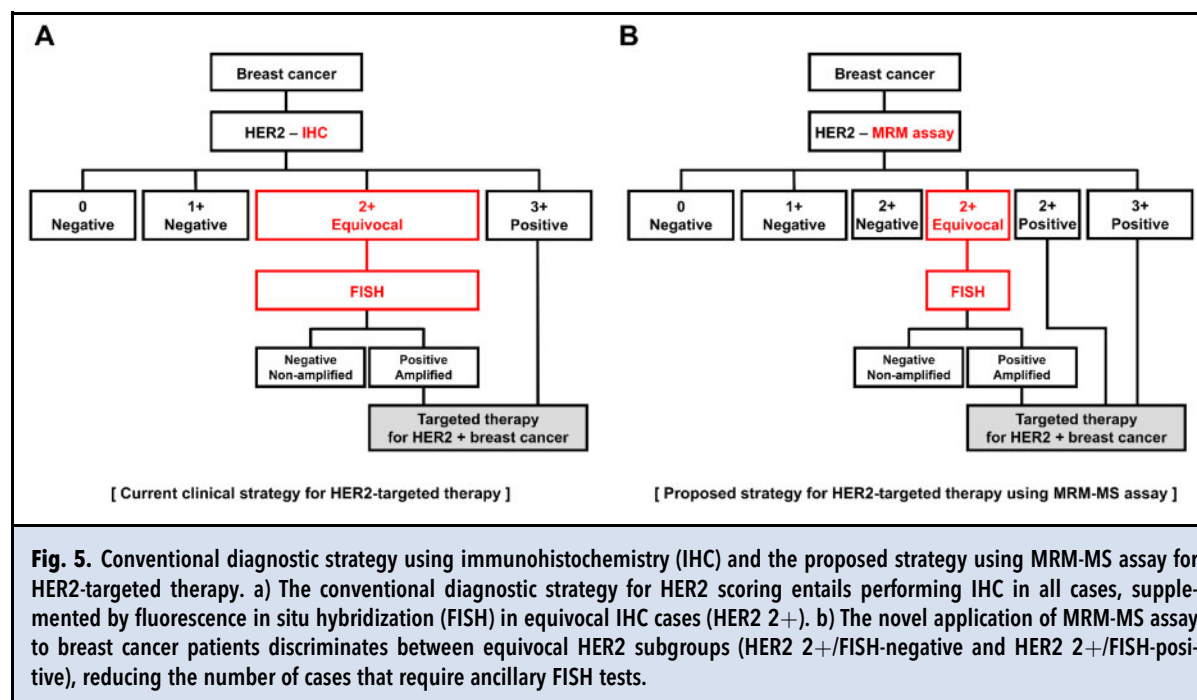 A
Breast cancer
HER2 – IHC
0
Negative
1+
Negative
2+
Equivocal
3+
Positive
FISH
Negative
Non-amplified
Positive
Amplified
Targeted therapy
for HER2 + breast cancer
[ Current clinical strategy for HER2-targeted therapy ]
B
Breast cancer
HER2 – MRM assay
0
Negative
1+
Negative
2+
Negative
2+
Equivocal
2+
Positive
3+
Positive
FISH
Negative
Non-amplified
Positive
Amplified
Targeted therapy
for HER2 + breast cancer
[ Proposed strategy for HER2-targeted therapy using MRM-MS assay ]
Fig. 5. Conventional diagnostic strategy using immunohistochemistry (IHC) and the proposed strategy using MRM-MS assay for
HER2-targeted therapy. a) The conventional diagnostic strategy for HER2 scoring entails performing IHC in all cases, supple-
mented by fluorescence in situ hybridization (FISH) in equivocal IHC cases (HER2 2+). b) The novel application of MRM-MS assay
to breast cancer patients discriminates between equivocal HER2 subgroups (HER2 2+/FISH-negative and HER2 2+/FISH-posi-
tive), reducing the number of cases that require ancillary FISH tests.